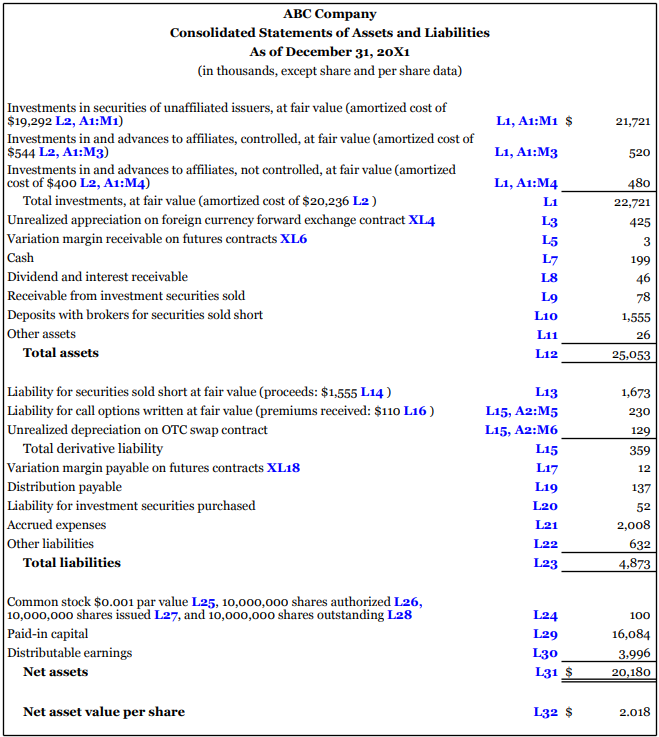 ABC Company
Consolidated Statements of Assets and Liabilities
As of December 31, 20X1
(in thousands, except share and per share data)
Investments in securities of unaffiliated issuers, at fair value (amortized cost of
$19,292 L2, A1:M1) L1, A1:M1 $ 21,721
Investments in and advances to affiliates, controlled, at fair value (amortized cost of
$544 L2, A1:M3) L1, A1:M3 520
Investments in and advances to affiliates, not controlled, at fair value (amortized
cost of $400 L2, A1:M4) L1, A1:M4 480
Total investments, at fair value (amortized cost of $20,236 L2 ) L1 22,721
Unrealized appreciation on foreign currency forward exchange contract XL4 L3 425
Variation margin receivable on futures contracts XL6 L5 3
Cash L7 199
Dividend and interest receivable L8 46
Receivable from investment securities sold L9 78
Deposits with brokers for securities sold short L10 1,555
Other assets L11 26
Total assets L12 25,053
Liability for securities sold short at fair value (proceeds: $1,555 L14 ) L13 1,673
Liability for call options written at fair value (premiums received: $110 L16 ) L15, A2:M5 230
Unrealized depreciation on OTC swap contract L15, A2:M6 129
Total derivative liability L15 359
Variation margin payable on futures contracts XL18 L17 12
Distribution payable L19 137
Liability for investment securities purchased L20 52
Accrued expenses L21 2,008
Other liabilities L22 632
Total liabilities L23 4,873
Common stock $0.001 par value L25, 10,000,000 shares authorized L26,
10,000,000 shares issued L27, and 10,000,000 shares outstanding L28 L24 100
Paid-in capital L29 16,084
Distributable earnings L30 3,996
Net assets L31 $ 20,180
Net asset value per share L32 $ 2.018